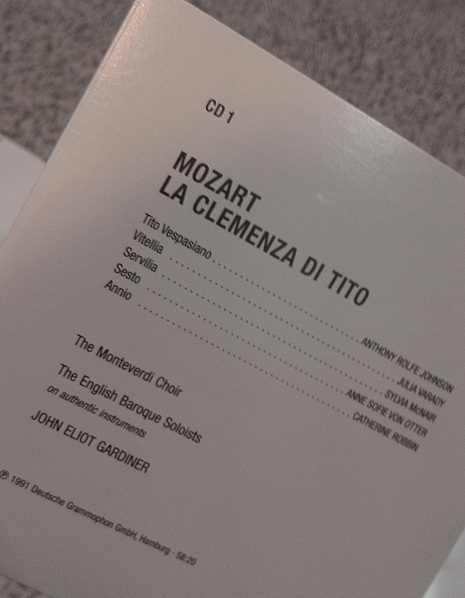 CD 1
MOZART
LA CLEMENZA DI TITO
Tito Vespasiano ........................ ANTHONY ROLFE JOHNSON
Vitellia ........................ JULIA VARADY
Servilia ........................ SYLVIA McNAIR
Sesto ........................ ANNE SOFIE VON OTTER
Annio ........................ CATHERINE ROBBIN
The Monteverdi Choir
The English Baroque Soloists
on authentic instruments
JOHN ELIOT GARDINER
℗ 1991 Deutsche Grammophon GmbH, Hamburg · 58:20